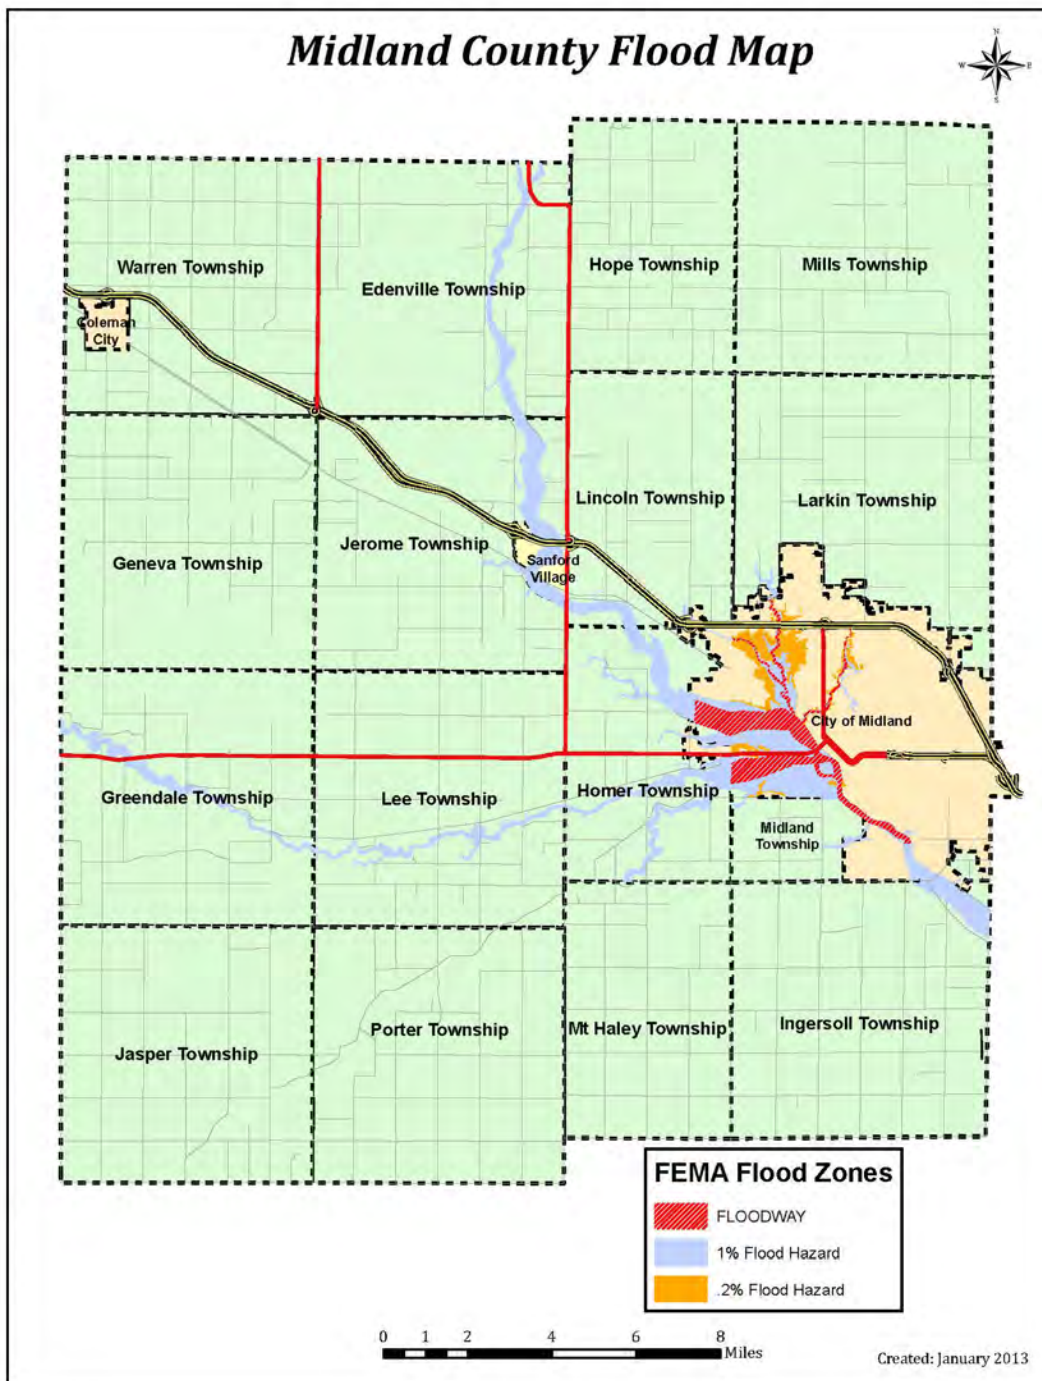 Midland County Flood Map
N
W E
S
Warren Township
Edenville Township
Hope Township
Mills Township
Coleman
City
Geneva Township
Jerome Township
Sanford
Village
Lincoln Township
Larkin Township
City of Midland
Greendale Township
Lee Township
Homer Township
Midland
Township
Jasper Township
Porter Township
Mt Haley Township
Ingersoll Township
FEMA Flood Zones
FLOODWAY
1% Flood Hazard
.2% Flood Hazard
0 1 2 4 6 8
Miles
Created: January 2013